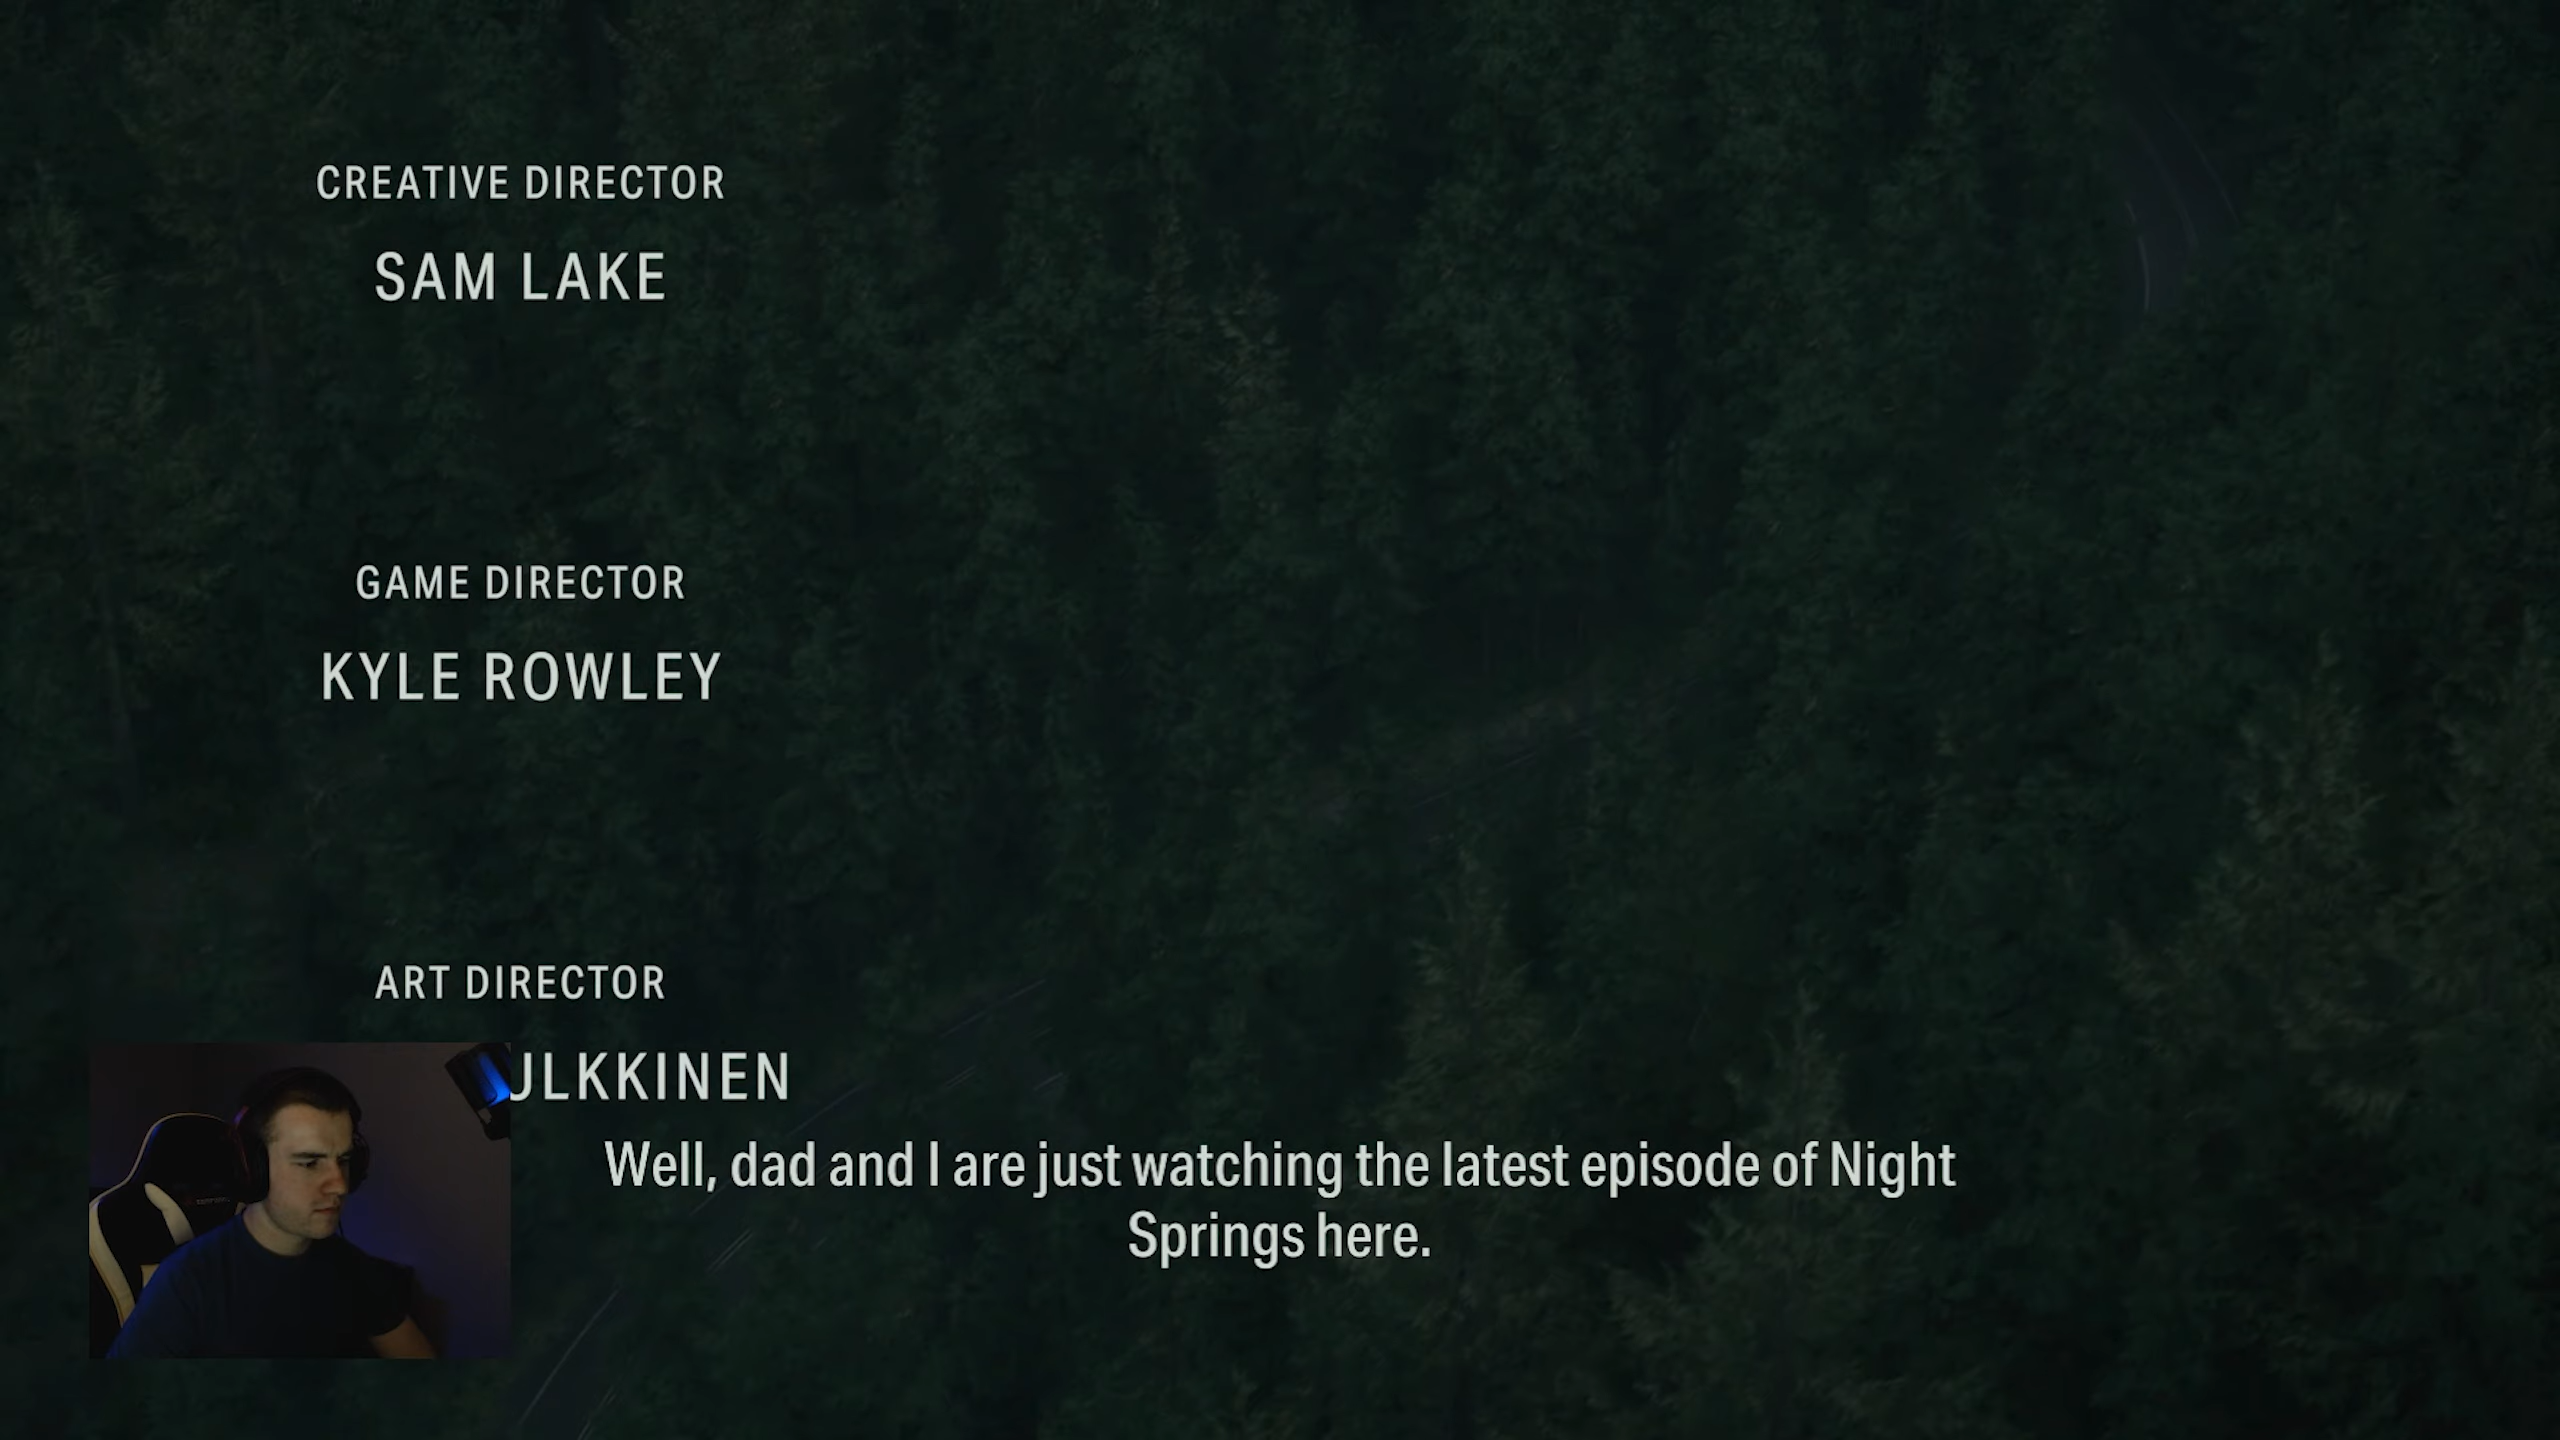 CREATIVE DIRECTOR
SAM LAKE
GAME DIRECTOR
KYLE ROWLEY
ART DIRECTOR
ULKKINEN
Well, dad and I are just watching the latest episode of Night
Springs here.